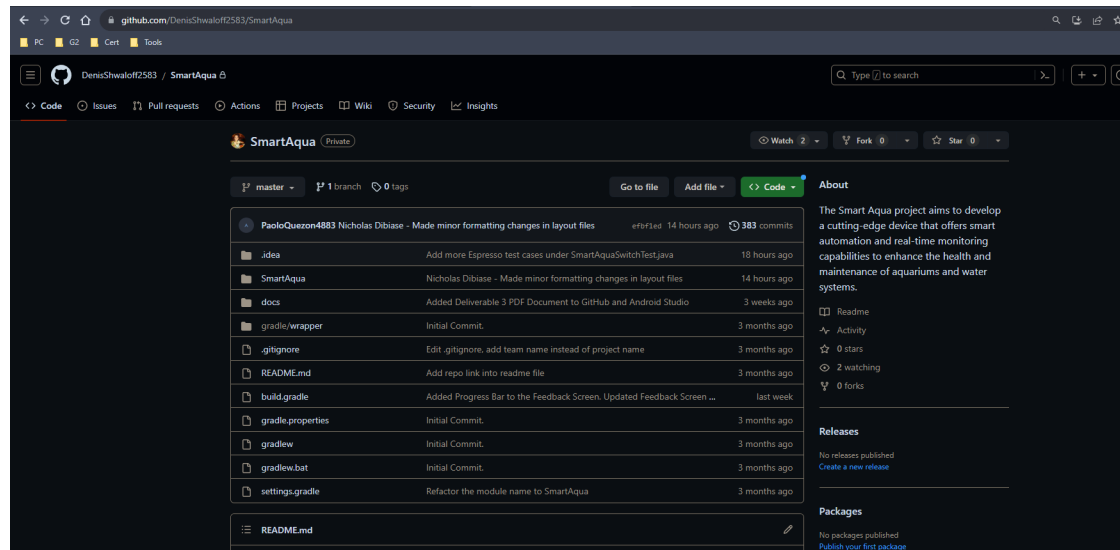 github.com/DenisShwaloff2583/SmartAqua
PC G2 Cert Tools
DenisShwaloff2583 / SmartAqua
Type / to search
<> Code Issues Pull requests Actions Projects Wiki Security Insights
SmartAqua Private
Watch 2 Fork 0 Star 0
master 1 branch 0 tags Go to file Add file <> Code
PaoloQuezon4883 Nicholas Dibiase - Made minor formatting changes in layout files efbf1ed 14 hours ago 383 commits
.idea Add more Espresso test cases under SmartAquaSwitchTest.java 18 hours ago
SmartAqua Nicholas Dibiase - Made minor formatting changes in layout files 14 hours ago
docs Added Deliverable 3 PDF Document to GitHub and Android Studio 3 weeks ago
gradle/wrapper Initial Commit. 3 months ago
.gitignore Edit .gitignore, add team name instead of project name 3 months ago
README.md Add repo link into readme file 3 months ago
build.gradle Added Progress Bar to the Feedback Screen. Updated Feedback Screen ... last week
gradle.properties Initial Commit. 3 months ago
gradlew Initial Commit. 3 months ago
gradlew.bat Initial Commit. 3 months ago
settings.gradle Refactor the module name to SmartAqua 3 months ago
README.md
About
The Smart Aqua project aims to develop
a cutting-edge device that offers smart
automation and real-time monitoring
capabilities to enhance the health and
maintenance of aquariums and water
systems.
Readme
Activity
0 stars
2 watching
0 forks
Releases
No releases published
Create a new release
Packages
No packages published
Publish your first package